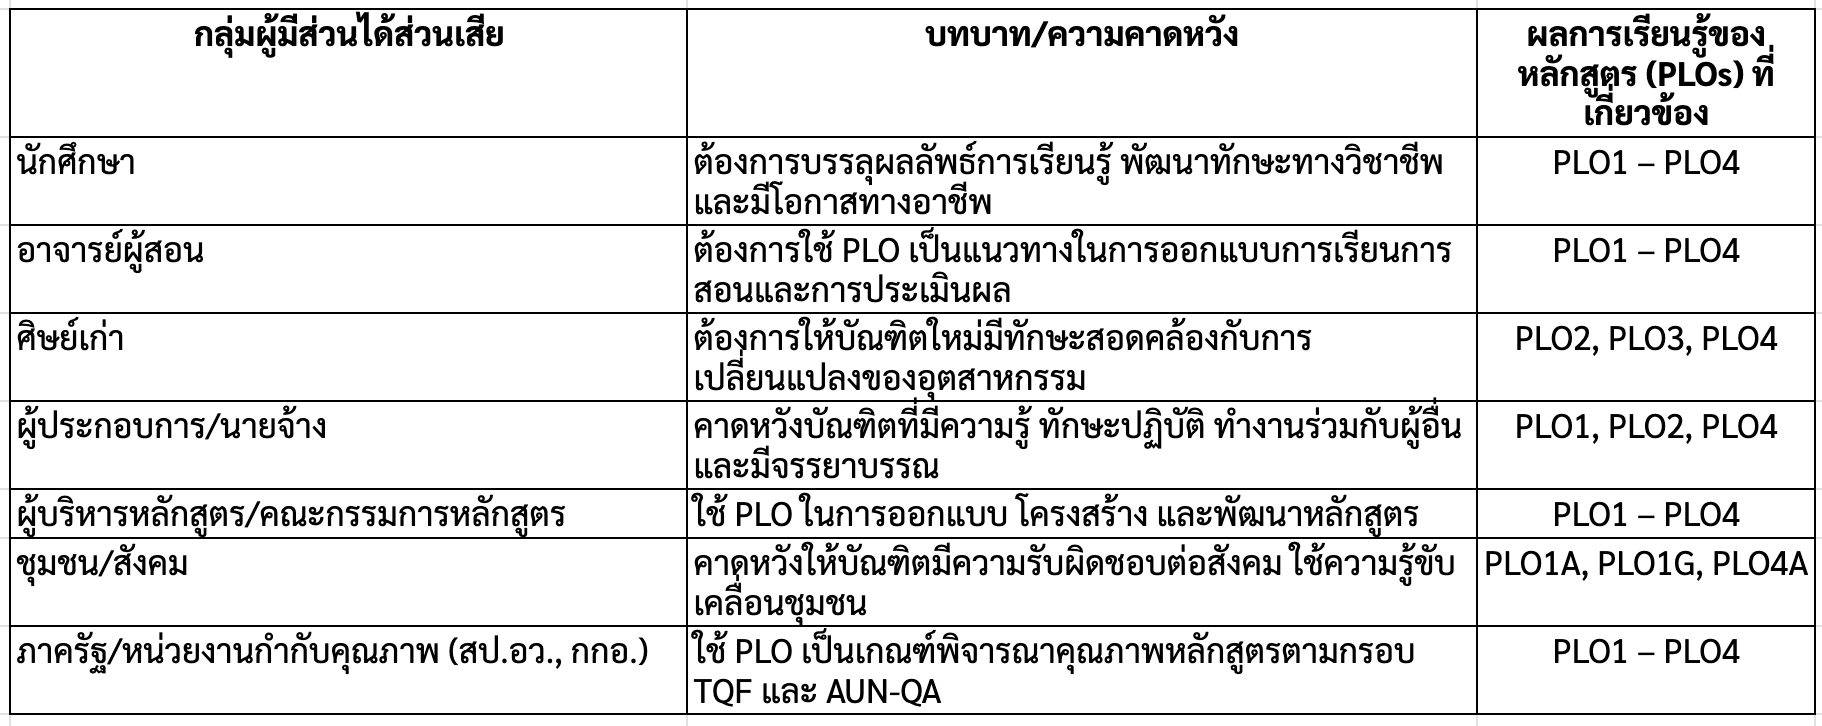 กลุ่มผู้มีส่วนได้ส่วนเสีย
บทบาท/ความคาดหวัง
ผลการเรียนรู้ของ
หลักสูตร (PLOs) ที่
เกี่ยวข้อง
นักศึกษา
ต้องการบรรลุผลลัพธ์การเรียนรู้ พัฒนาทักษะทางวิชาชีพ
และมีโอกาสทางอาชีพ
PLO1 – PLO4
อาจารย์ผู้สอน
ต้องการใช้ PLO เป็นแนวทางในการออกแบบการเรียนการ
สอนและการประเมินผล
PLO1 – PLO4
ศิษย์เก่า
ต้องการให้บัณฑิตใหม่มีทักษะสอดคล้องกับการ
เปลี่ยนแปลงของอุตสาหกรรม
PLO2, PLO3, PLO4
ผู้ประกอบการ/นายจ้าง
คาดหวังบัณฑิตที่มีความรู้ ทักษะปฏิบัติ ทำงานร่วมกับผู้อื่น
และมีจรรยาบรรณ
PLO1, PLO2, PLO4
ผู้บริหารหลักสูตร/คณะกรรมการหลักสูตร
ใช้ PLO ในการออกแบบ โครงสร้าง และพัฒนาหลักสูตร
PLO1 – PLO4
ชุมชน/สังคม
คาดหวังให้บัณฑิตมีความรับผิดชอบต่อสังคม ใช้ความรู้ขับ
เคลื่อนชุมชน
PLO1A, PLO1G, PLO4A
ภาครัฐ/หน่วยงานกำกับคุณภาพ (สป.อว., กกอ.)
ใช้ PLO เป็นเกณฑ์พิจารณาคุณภาพหลักสูตรตามกรอบ
TQF และ AUN-QA
PLO1 – PLO4